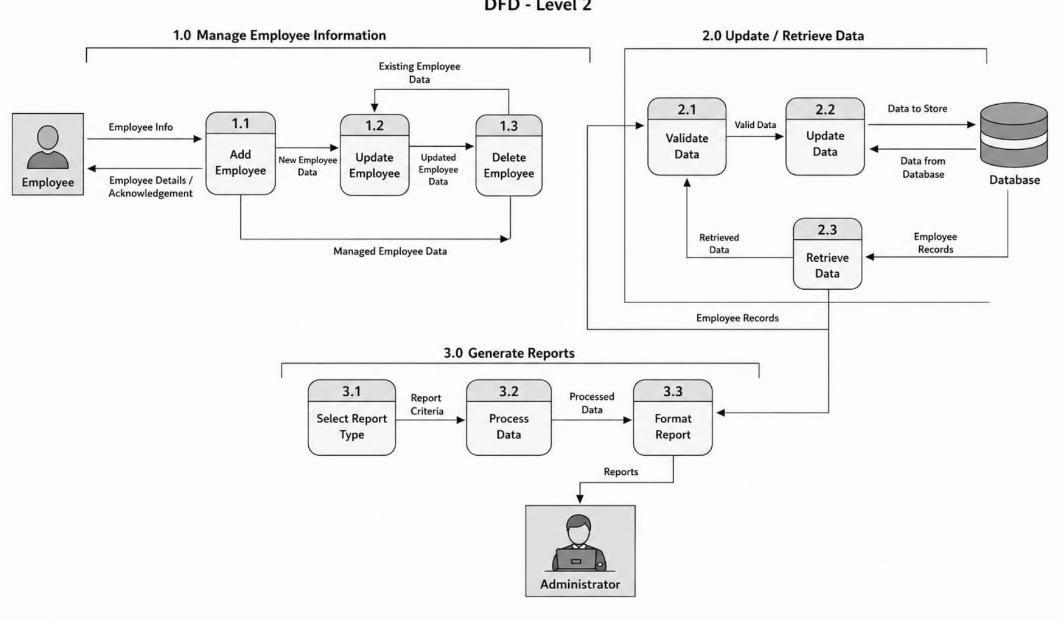 DFD - Level 2
1.0 Manage Employee Information
2.0 Update / Retrieve Data
Existing Employee
Data
Employee Info
Employee
Employee Details /
Acknowledgement
1.1
Add
Employee
New Employee
Data
1.2
Update
Employee
Updated
Employee
Data
1.3
Delete
Employee
Managed Employee Data
2.1
Validate
Data
Valid Data
2.2
Update
Data
Data to Store
Data from
Database
Database
Retrieved
Data
2.3
Retrieve
Data
Employee
Records
Employee Records
3.0 Generate Reports
3.1
Select Report
Type
Report
Criteria
3.2
Process
Data
Processed
Data
3.3
Format
Report
Reports
Administrator